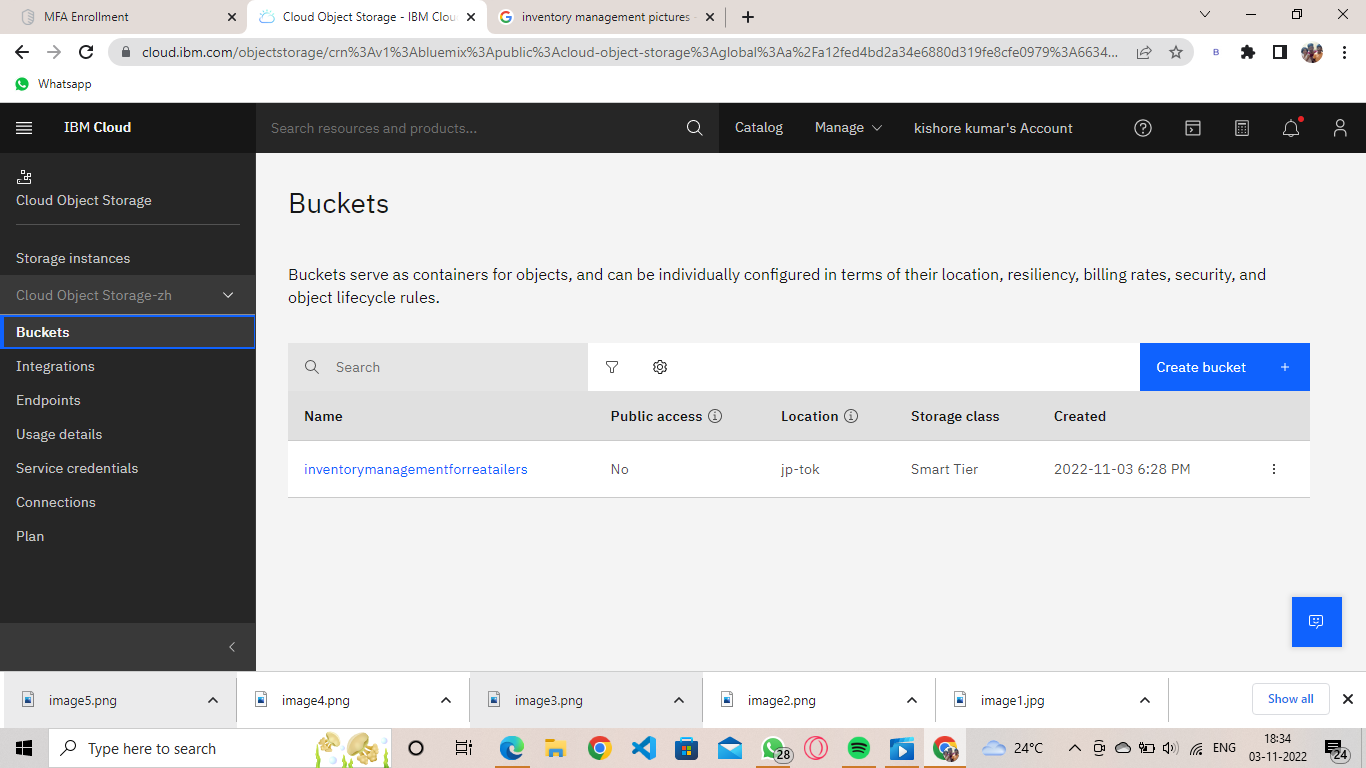 MFA Enrollment
Cloud Object Storage - IBM Clou
inventory management pictures
cloud.ibm.com/objectstorage/crn%3Av1%3Abluemix%3Apublic%3Acloud-object-storage%3Aglobal%3Aa%2Fa12fed4bd2a34e6880d319fe8cfe0979%3A6634...
B
Whatsapp
IBM Cloud
Search resources and products...
Catalog
Manage
kishore kumar's Account
Cloud Object Storage
Storage instances
Cloud Object Storage-zh
Buckets
Integrations
Endpoints
Usage details
Service credentials
Connections
Plan
Buckets
Buckets serve as containers for objects, and can be individually configured in terms of their location, resiliency, billing rates, security, and
object lifecycle rules.
Search
Create bucket +
Name Public access Location Storage class Created
inventorymanagementforreatailers No jp-tok Smart Tier 2022-11-03 6:28 PM
image5.png
image4.png
image3.png
image2.png
image1.jpg
Show all
Type here to search
28
24°C
ENG
18:34
03-11-2022
24